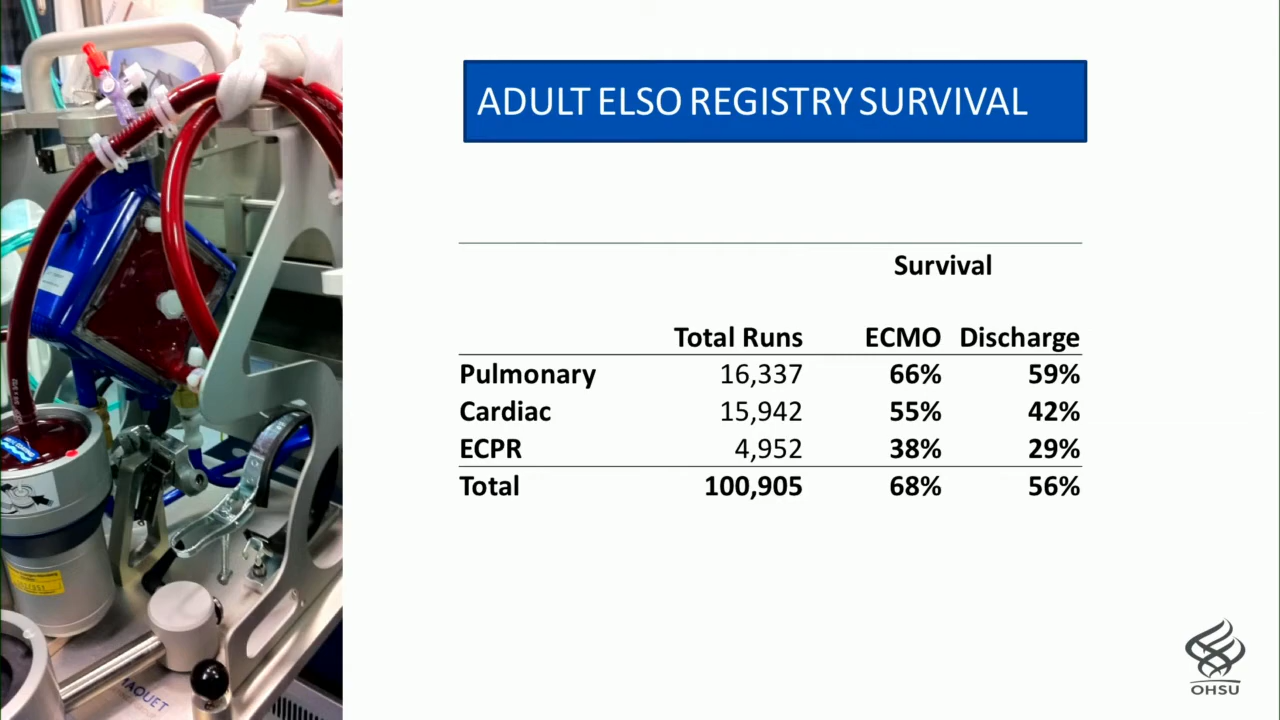 ADULT ELSO REGISTRY SURVIVAL
Survival
Total Runs ECMO Discharge
Pulmonary 16,337 66% 59%
Cardiac 15,942 55% 42%
ECPR 4,952 38% 29%
Total 100,905 68% 56%
MAQUET
OHSU